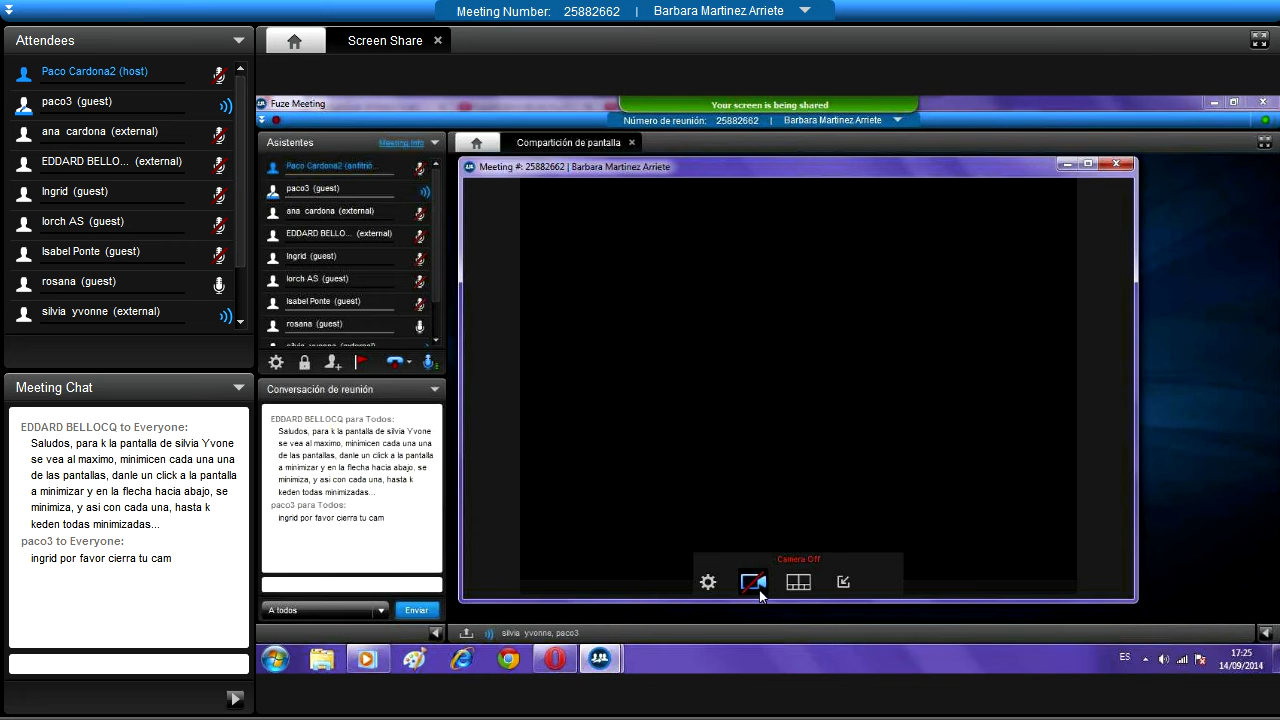 Meeting Number: 25882662 | Barbara Martinez Arriete
Attendees
Paco Cardona2 (host)
paco3 (guest)
ana cardona (external)
EDDARD BELLO... (external)
Ingrid (guest)
lorch AS (guest)
Isabel Ponte (guest)
rosana (guest)
silvia yvonne (external)
Meeting Chat
EDDARD BELLOCQ to Everyone:
Saludos, para k la pantalla de silvia Yvone
se vea al maximo, minimicen cada una una
de las pantallas, danle un click a la pantalla
a minimizar y en la flecha hacia abajo, se
minimiza, y asi con cada una, hasta k
keden todas minimizadas...
paco3 to Everyone:
ingrid por favor cierra tu cam
Screen Share
Fuze Meeting
Your screen is being shared
Número de reunión: 25882662 | Barbara Martinez Arriete
Asistentes
Meeting Info
Paco Cardona2 (anfitrió...
paco3 (guest)
ana cardona (external)
EDDARD BELLO... (external)
Ingrid (guest)
lorch AS (guest)
Isabel Ponte (guest)
rosana (guest)
silvia yvonne (external)
Conversación de reunión
EDDARD BELLOCQ para Todos:
Saludos, para k la pantalla de silvia Yvone
se vea al maximo, minimicen cada una una
de las pantallas, danle un click a la pantalla
a minimizar y en la flecha hacia abajo, se
minimiza, y asi con cada una, hasta k
keden todas minimizadas...
paco3 para Todos:
ingrid por favor cierra tu cam
A todos
Enviar
Compartición de pantalla
Meeting #: 25882662 | Barbara Martinez Arriete
Camera Off
silvia yvonne, paco3
ES
17:25
14/09/2014